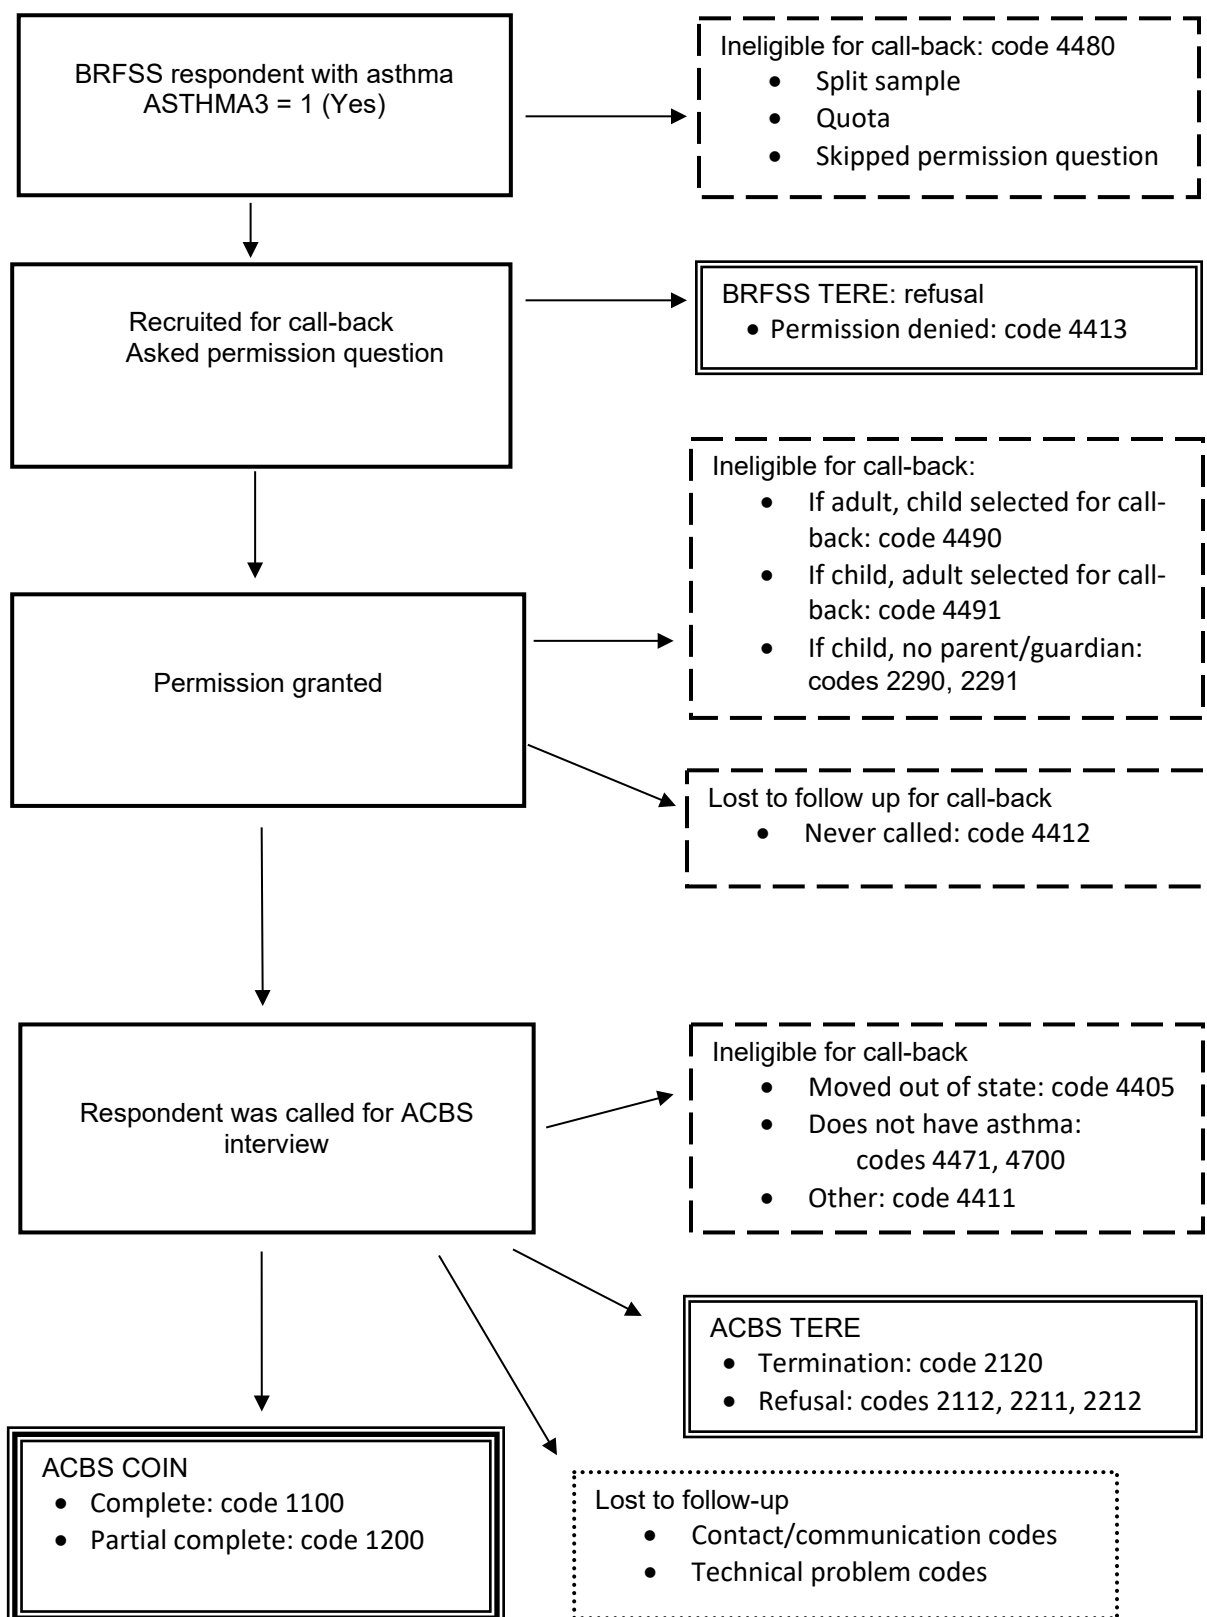 BRFSS respondent with asthma
ASTHMA3 = 1 (Yes)
Ineligible for call-back: code 4480
• Split sample
• Quota
• Skipped permission question
Recruited for call-back
Asked permission question
BRFSS TERE: refusal
• Permission denied: code 4413
Ineligible for call-back:
• If adult, child selected for call-
back: code 4490
• If child, adult selected for call-
back: code 4491
• If child, no parent/guardian:
codes 2290, 2291
Permission granted
Lost to follow up for call-back
• Never called: code 4412
Respondent was called for ACBS
interview
Ineligible for call-back
• Moved out of state: code 4405
• Does not have asthma:
codes 4471, 4700
• Other: code 4411
ACBS TERE
• Termination: code 2120
• Refusal: codes 2112, 2211, 2212
ACBS COIN
• Complete: code 1100
• Partial complete: code 1200
Lost to follow-up
• Contact/communication codes
• Technical problem codes